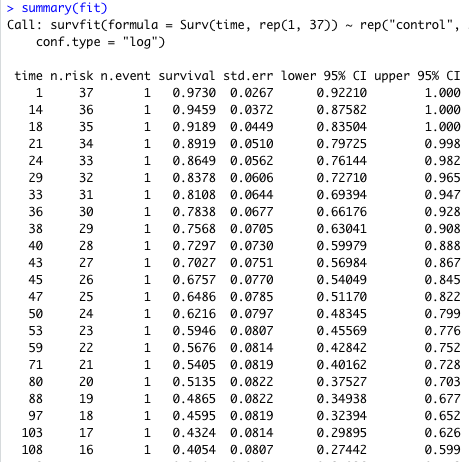 > summary(fit)
Call: survfit(formula = Surv(time, rep(1, 37)) ~ rep("control",
conf.type = "log")
time n.risk n.event survival std.err lower 95% CI upper 95% CI
1 37 1 0.9730 0.0267 0.92210 1.000
14 36 1 0.9459 0.0372 0.87582 1.000
18 35 1 0.9189 0.0449 0.83504 1.000
21 34 1 0.8919 0.0510 0.79725 0.998
24 33 1 0.8649 0.0562 0.76144 0.982
29 32 1 0.8378 0.0606 0.72710 0.965
33 31 1 0.8108 0.0644 0.69394 0.947
36 30 1 0.7838 0.0677 0.66176 0.928
38 29 1 0.7568 0.0705 0.63041 0.908
40 28 1 0.7297 0.0730 0.59979 0.888
43 27 1 0.7027 0.0751 0.56984 0.867
45 26 1 0.6757 0.0770 0.54049 0.845
47 25 1 0.6486 0.0785 0.51170 0.822
50 24 1 0.6216 0.0797 0.48345 0.799
53 23 1 0.5946 0.0807 0.45569 0.776
59 22 1 0.5676 0.0814 0.42842 0.752
71 21 1 0.5405 0.0819 0.40162 0.728
80 20 1 0.5135 0.0822 0.37527 0.703
88 19 1 0.4865 0.0822 0.34938 0.677
97 18 1 0.4595 0.0819 0.32394 0.652
103 17 1 0.4324 0.0814 0.29895 0.626
108 16 1 0.4054 0.0807 0.27442 0.599